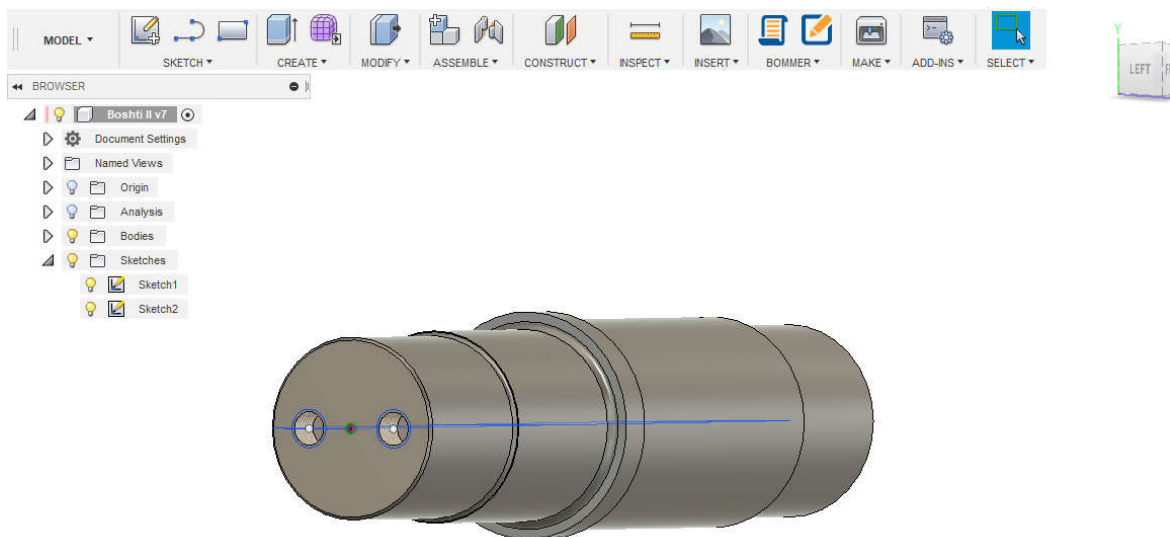 MODEL ▾
SKETCH ▾ CREATE ▾ MODIFY ▾ ASSEMBLE ▾ CONSTRUCT ▾ INSPECT ▾ INSERT ▾ BOMMER ▾ MAKE ▾ ADD-INS ▾ SELECT ▾
Y
LEFT
BROWSER
Boshti II v7
Document Settings
Named Views
Origin
Analysis
Bodies
Sketches
Sketch1
Sketch2